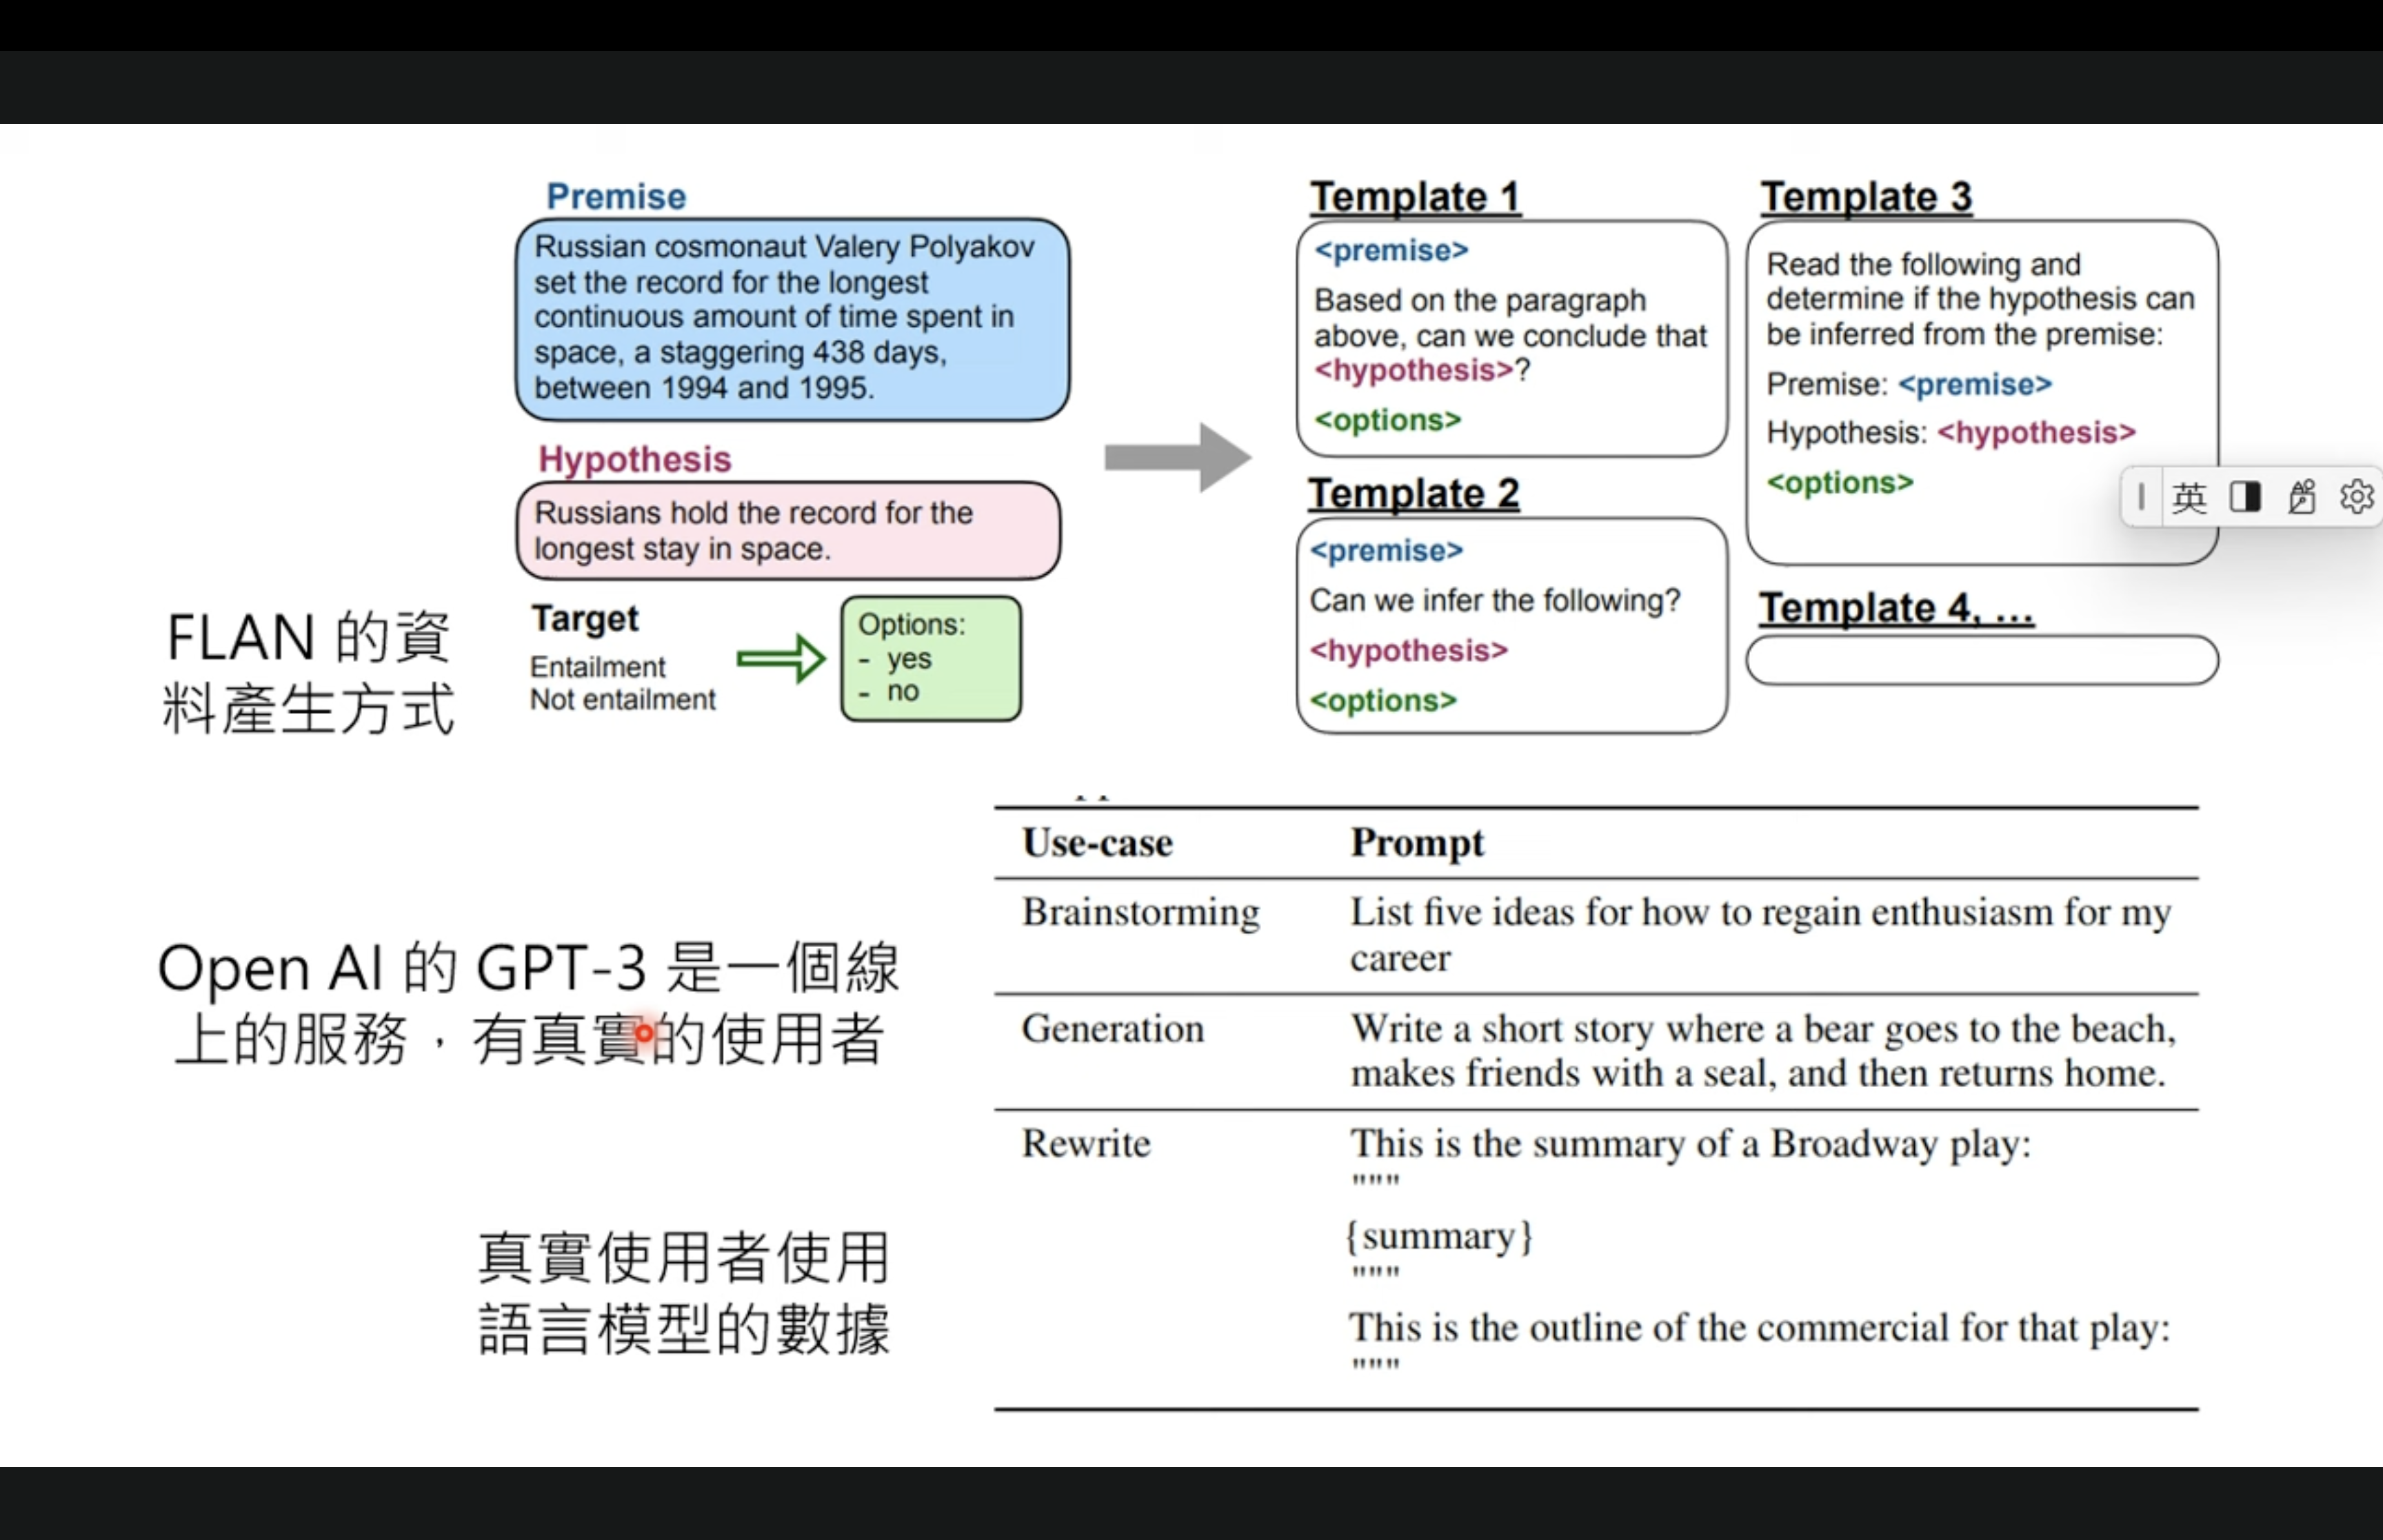 Premise
Russian cosmonaut Valery Polyakov
set the record for the longest
continuous amount of time spent in
space, a staggering 438 days,
between 1994 and 1995.
Hypothesis
Russians hold the record for the
longest stay in space.
Target
Entailment
Not entailment
Options:
- yes
- no
FLAN 的資
料產生方式
Template 1
<premise>
Based on the paragraph
above, can we conclude that
<hypothesis>?
<options>
Template 2
<premise>
Can we infer the following?
<hypothesis>
<options>
Template 3
Read the following and
determine if the hypothesis can
be inferred from the premise:
Premise: <premise>
Hypothesis: <hypothesis>
<options>
英
Template 4, ...
Open AI 的 GPT-3 是一個線
上的服務，有真實的使用者
真實使用者使用
語言模型的數據
Use-case Prompt
Brainstorming List five ideas for how to regain enthusiasm for my
career
Generation Write a short story where a bear goes to the beach,
makes friends with a seal, and then returns home.
Rewrite This is the summary of a Broadway play:
"""
{summary}
"""
This is the outline of the commercial for that play:
"""